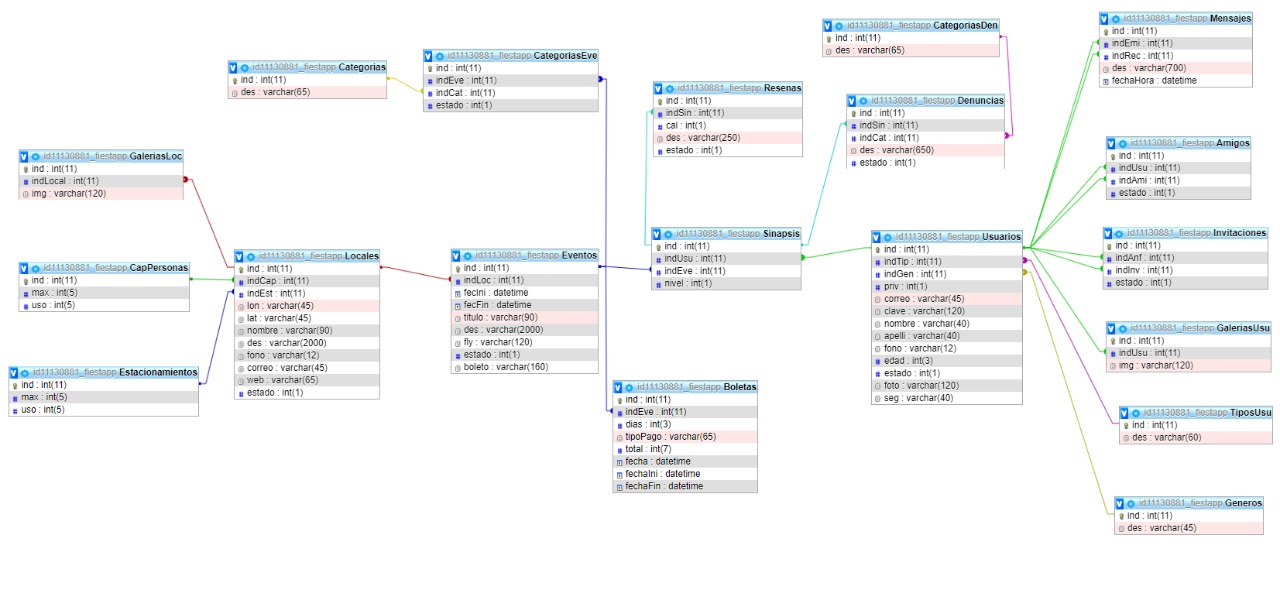 id11130881_fiestapp Categorias
ind : int(11)
des : varchar(65)
id11130881_fiestapp CategoriasEve
ind : int(11)
indEve : int(11)
indCat : int(11)
estado : int(1)
id11130881_fiestapp CategoriasDen
ind : int(11)
des : varchar(65)
id11130881_fiestapp Mensajes
ind : int(11)
indEmi : int(11)
indRec : int(11)
des : varchar(700)
fechaHora : datetime
id11130881_fiestapp Resenas
ind : int(11)
indSin : int(11)
cal : int(1)
des : varchar(250)
estado : int(1)
id11130881_fiestapp Denuncias
ind : int(11)
indSin : int(11)
indCat : int(11)
des : varchar(650)
estado : int(1)
id11130881_fiestapp Amigos
ind : int(11)
indUsu : int(11)
indAmi : int(11)
estado : int(1)
id11130881_fiestapp GaleriasLoc
ind : int(11)
indLocal : int(11)
img : varchar(120)
id11130881_fiestapp CapPersonas
ind : int(11)
max : int(5)
uso : int(5)
id11130881_fiestapp Estacionamientos
ind : int(11)
max : int(5)
uso : int(5)
id11130881_fiestapp Locales
ind : int(11)
indCap : int(11)
indEst : int(11)
lon : varchar(45)
lat : varchar(45)
nombre : varchar(90)
des : varchar(2000)
fono : varchar(12)
correo : varchar(45)
web : varchar(65)
estado : int(1)
id11130881_fiestapp Eventos
ind : int(11)
indLoc : int(11)
fecIni : datetime
fecFin : datetime
titulo : varchar(90)
des : varchar(2000)
fly : varchar(120)
estado : int(1)
boleto : varchar(160)
id11130881_fiestapp Sinapsis
ind : int(11)
indUsu : int(11)
indEve : int(11)
nivel : int(1)
id11130881_fiestapp Boletas
ind : int(11)
indEve : int(11)
dias : int(3)
tipoPago : varchar(65)
total : int(7)
fecha : datetime
fechaIni : datetime
fechaFin : datetime
id11130881_fiestapp Usuarios
ind : int(11)
indTip : int(11)
indGen : int(11)
priv : int(1)
correo : varchar(45)
clave : varchar(120)
nombre : varchar(40)
apelli : varchar(40)
fono : varchar(12)
edad : int(3)
estado : int(1)
foto : varchar(120)
seg : varchar(40)
id11130881_fiestapp Invitaciones
ind : int(11)
indAnf : int(11)
indInv : int(11)
estado : int(1)
id11130881_fiestapp GaleriasUsu
ind : int(11)
indUsu : int(11)
img : varchar(120)
id11130881_fiestapp TiposUsu
ind : int(11)
des : varchar(60)
id11130881_fiestapp Generos
ind : int(11)
des : varchar(45)